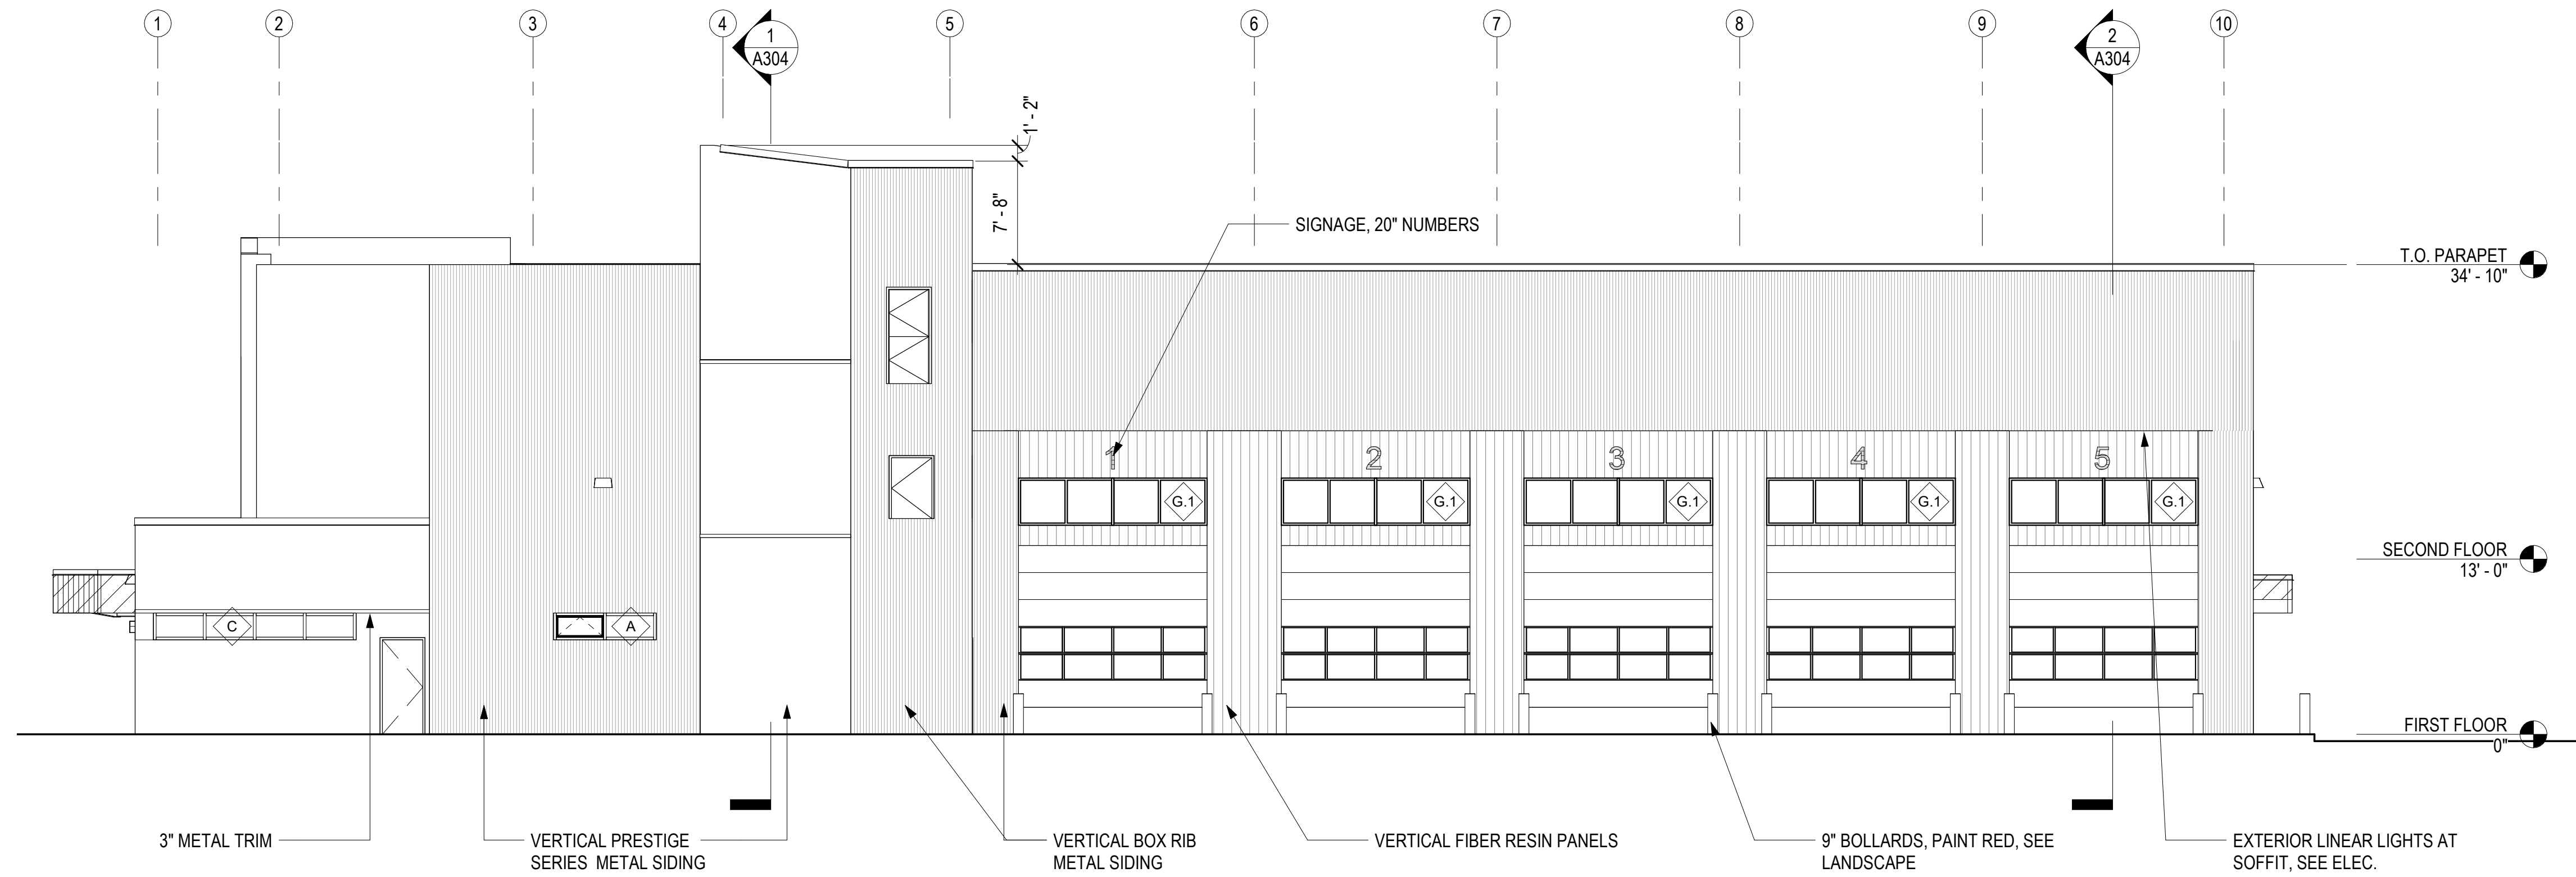 1 2 3 4 5 6 7 8 9 10
1
A304
2
A304
1' - 2"
7' - 8"
SIGNAGE, 20" NUMBERS
T.O. PARAPET
34' - 10"
1 2 3 4 5
G.1 G.1 G.1 G.1 G.1
SECOND FLOOR
13' - 0"
C A
FIRST FLOOR
0"
3" METAL TRIM
VERTICAL PRESTIGE
SERIES METAL SIDING
VERTICAL BOX RIB
METAL SIDING
VERTICAL FIBER RESIN PANELS
9" BOLLARDS, PAINT RED, SEE
LANDSCAPE
EXTERIOR LINEAR LIGHTS AT
SOFFIT, SEE ELEC.